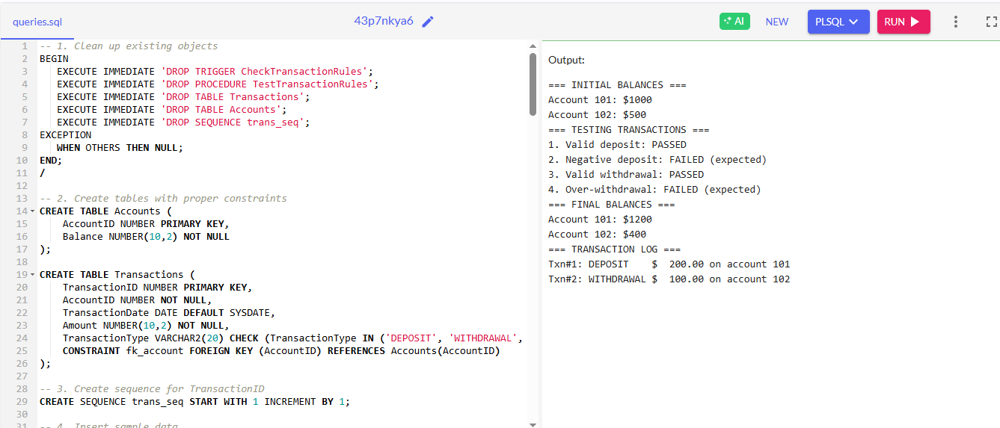 queries.sql
43p7nkya6
AI
NEW
PLSQL
RUN
1 -- 1. Clean up existing objects
2 BEGIN
3    EXECUTE IMMEDIATE 'DROP TRIGGER CheckTransactionRules';
4    EXECUTE IMMEDIATE 'DROP PROCEDURE TestTransactionRules';
5    EXECUTE IMMEDIATE 'DROP TABLE Transactions';
6    EXECUTE IMMEDIATE 'DROP TABLE Accounts';
7    EXECUTE IMMEDIATE 'DROP SEQUENCE trans_seq';
8 EXCEPTION
9    WHEN OTHERS THEN NULL;
10 END;
11 /
12
13 -- 2. Create tables with proper constraints
14 CREATE TABLE Accounts (
15     AccountID NUMBER PRIMARY KEY,
16     Balance NUMBER(10,2) NOT NULL
17 );
18
19 CREATE TABLE Transactions (
20     TransactionID NUMBER PRIMARY KEY,
21     AccountID NUMBER NOT NULL,
22     TransactionDate DATE DEFAULT SYSDATE,
23     Amount NUMBER(10,2) NOT NULL,
24     TransactionType VARCHAR2(20) CHECK (TransactionType IN ('DEPOSIT', 'WITHDRAWAL',
25     CONSTRAINT fk_account FOREIGN KEY (AccountID) REFERENCES Accounts(AccountID)
26 );
27
28 -- 3. Create sequence for TransactionID
29 CREATE SEQUENCE trans_seq START WITH 1 INCREMENT BY 1;
30
31 -- 4. Insert sample data
Output:
=== INITIAL BALANCES ===
Account 101: $1000
Account 102: $500
=== TESTING TRANSACTIONS ===
1. Valid deposit: PASSED
2. Negative deposit: FAILED (expected)
3. Valid withdrawal: PASSED
4. Over-withdrawal: FAILED (expected)
=== FINAL BALANCES ===
Account 101: $1200
Account 102: $400
=== TRANSACTION LOG ===
Txn#1: DEPOSIT    $  200.00 on account 101
Txn#2: WITHDRAWAL $  100.00 on account 102